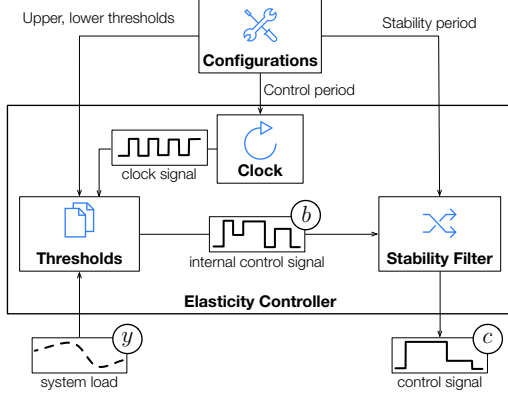 Upper, lower thresholds
Stability period
Configurations
Control period
Clock
clock signal
b
Thresholds
internal control signal
Stability Filter
Elasticity Controller
y
c
system load
control signal